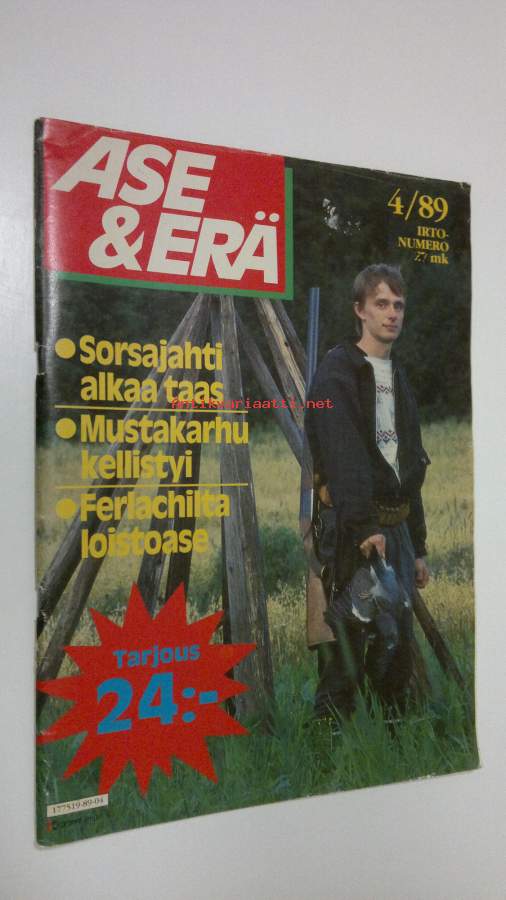 ASE
& ERÄ
4/89
IRTO-
NUMERO
27 mk
• Sorsajahti
alkaa taas
antikvariaatti.net
• Mustakarhu
kellistyi
• Ferlachilta
loistoase
Tarjous
24:-
177519-89-04